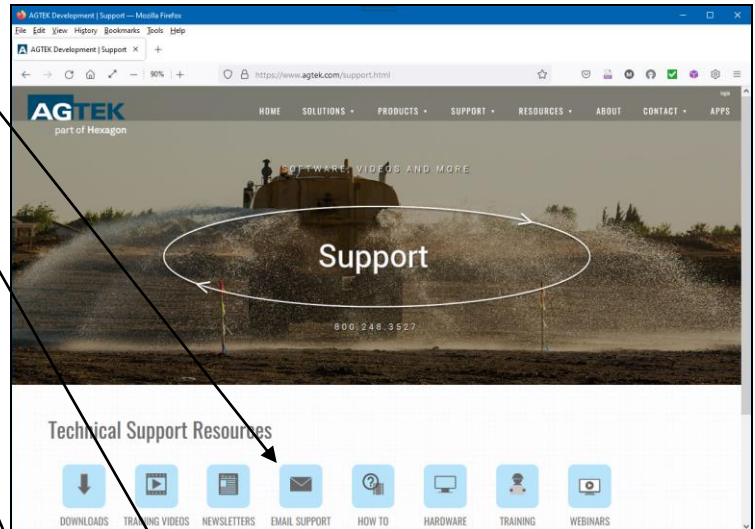 AGTEK Development | Support — Mozilla Firefox
File Edit View History Bookmarks Tools Help
AGTEK Development | Support
90%
https://www.agtek.com/support.html
login
AGTEK
part of Hexagon
HOME SOLUTIONS PRODUCTS SUPPORT RESOURCES ABOUT CONTACT APPS
SOFTWARE, VIDEOS AND MORE
Support
800.248.3527
Technical Support Resources
DOWNLOADS TRAINING VIDEOS NEWSLETTERS EMAIL SUPPORT HOW TO HARDWARE TRAINING WEBINARS